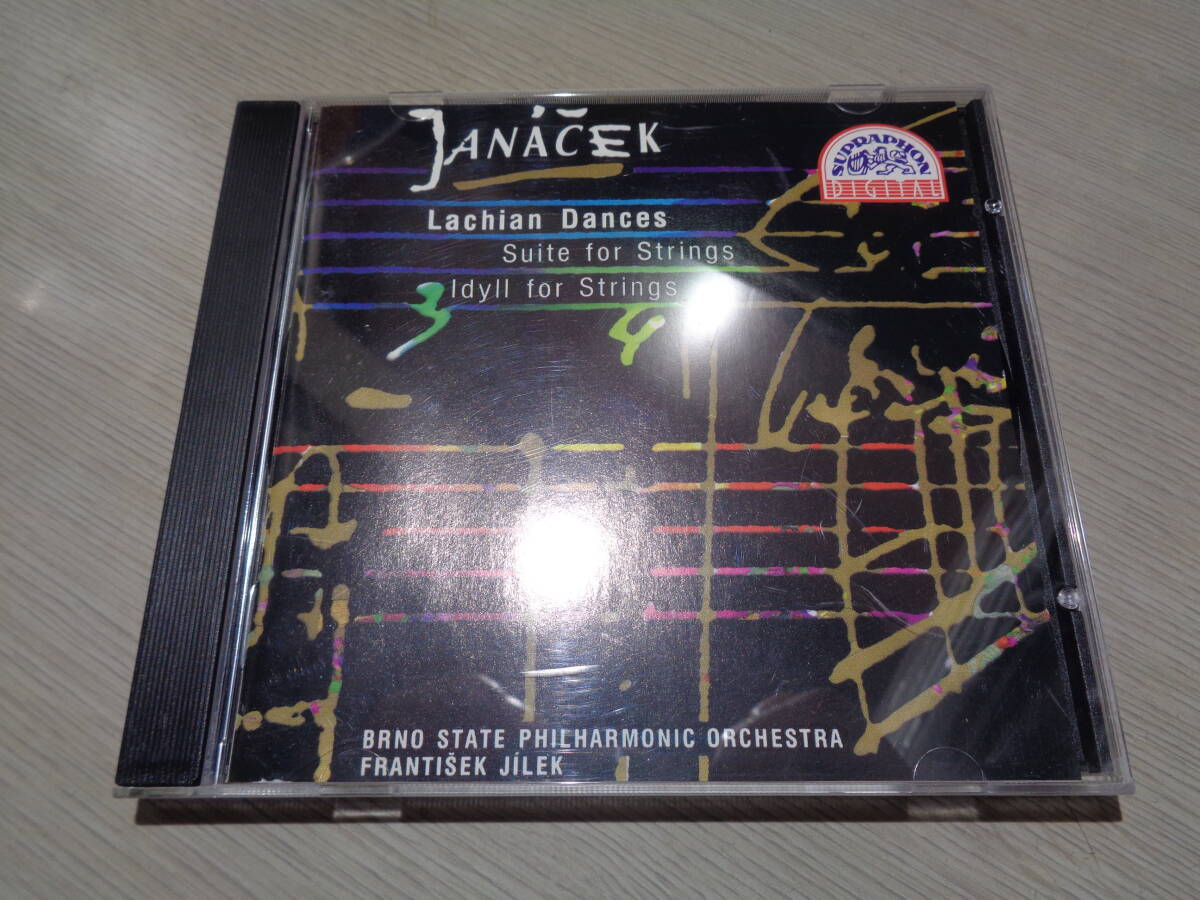 JANÁČEK
SUPRAPHON
DIGITAL
Lachian Dances
Suite for Strings
Idyll for Strings
3 4
BRNO STATE PHILHARMONIC ORCHESTRA
FRANTIŠEK JÍLEK